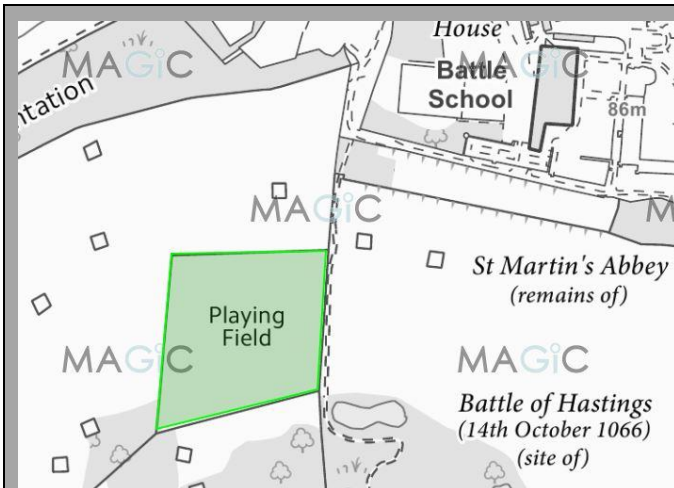 House
MAGiC
Battle
School
ntation
86m
MAGiC
M
St Martin's Abbey
(remains of)
Playing
Field
MAGiC
MAGiC
Battle of Hastings
(14th October 1066)
(site of)